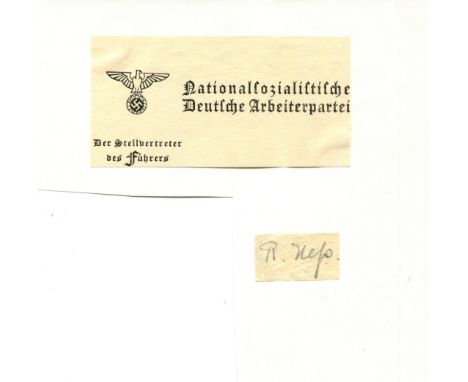 Nationalsozialistische
Deutsche Arbeiterpartei
Der Stellvertreter
des Führers
R. Heß.